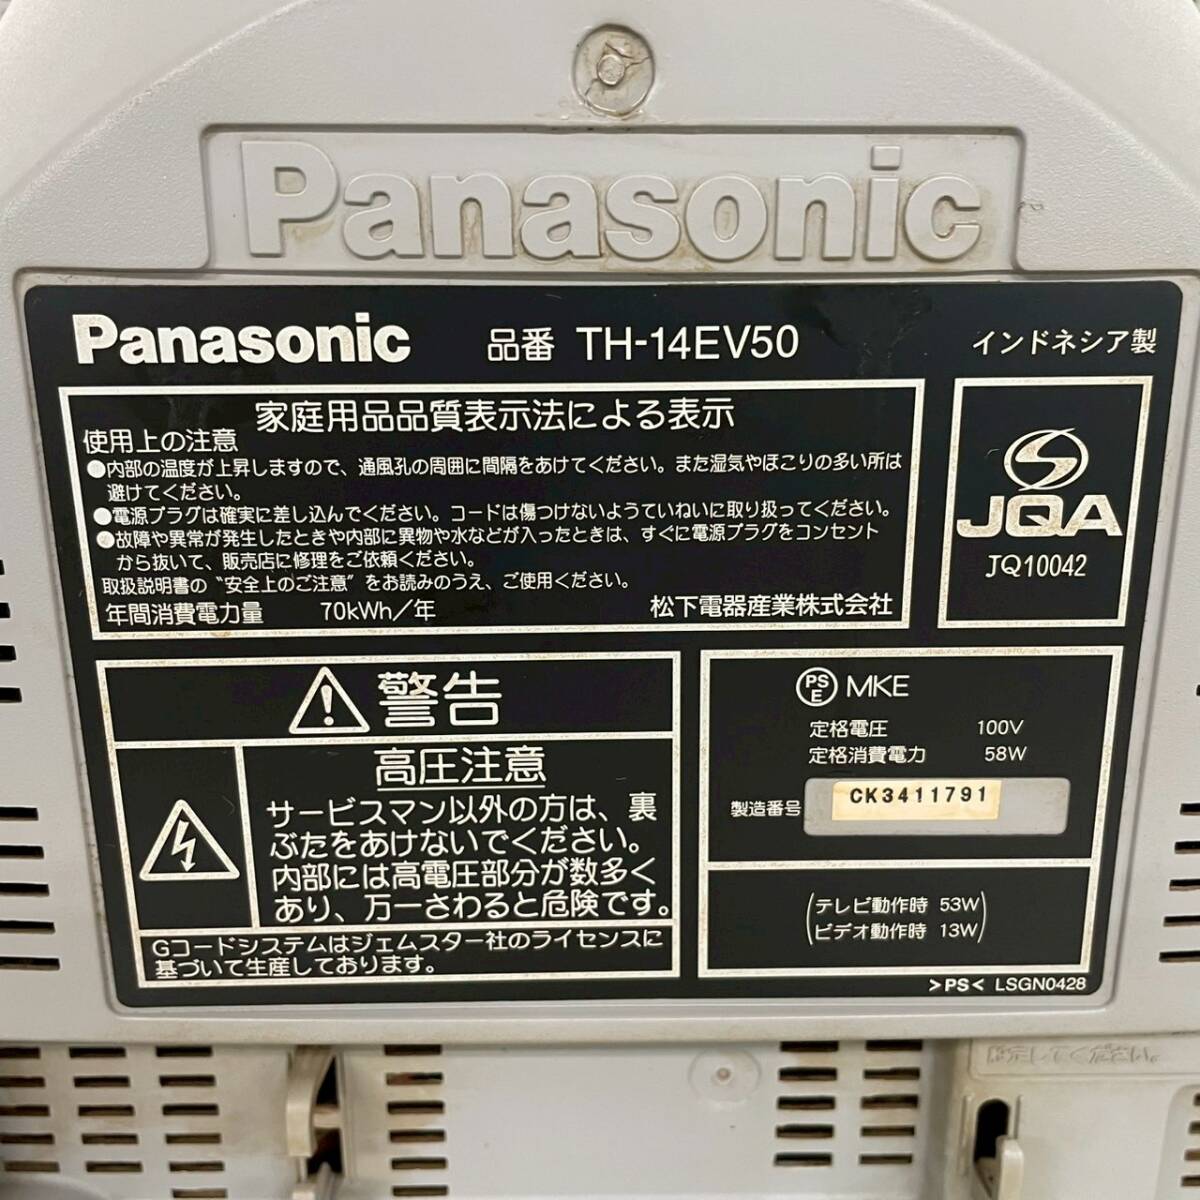 Panasonic
Panasonic 品番 TH-14EV50 インドネシア製
家庭用品品質表示法による表示
使用上の注意
●内部の温度が上昇しますので、通風孔の周囲に間隔をあけてください。また湿気やほこりの多い所は
避けてください。
●電源プラグは確実に差し込んでください。コードは傷つけないようていねいに取り扱ってください。
●故障や異常が発生したときや内部に異物や水などが入ったときは、すぐに電源プラグをコンセント
から抜いて、販売店に修理をご依頼ください。
取扱説明書の“安全上のご注意”をお読みのうえ、ご使用ください。
年間消費電力量 70kWh/年 松下電器産業株式会社
JQA
JQ10042
警告
高圧注意
サービスマン以外の方は、裏
ぶたをあけないでください。
内部には高電圧部分が数多く
あり、万一さわると危険です。
Gコードシステムはジェムスター社のライセンスに
基づいて生産しております。
PS
E MKE
定格電圧 100V
定格消費電力 58W
製造番号 CK3411791
(テレビ動作時 53W
ビデオ動作時 13W)
>PS< LSGN0428
してください。